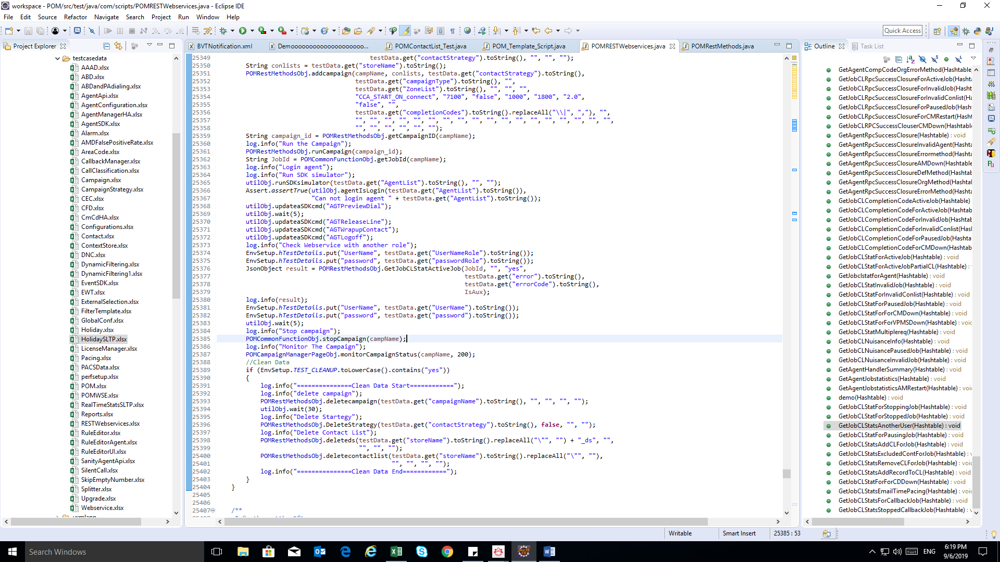 workspace - POM/src/test/java/com/scripts/POMRESTWebservices.java - Eclipse IDE
File Edit Source Refactor Navigate Search Project Run Window Help
Quick Access
Project Explorer
testcasedata
AAAD.xlsx
ABD.xlsx
ABDandPAdialing.xlsx
AgentApi.xlsx
AgentConfiguration.xlsx
AgentManagerHA.xlsx
AgentSDK.xlsx
Alarm.xlsx
AMDFalsePositiveRate.xlsx
AreaCode.xlsx
CallbackManager.xlsx
CallClassification.xlsx
Campaign.xlsx
CampaignStrategy.xlsx
CEC.xlsx
CFD.xlsx
CmCdHA.xlsx
Configurations.xlsx
Contact.xlsx
ContextStore.xlsx
DNC.xlsx
DynamicFiltering.xlsx
DynamicFiltering1.xlsx
EventSDK.xlsx
EWT.xlsx
ExternalSelection.xlsx
FilterTemplate.xlsx
GlobalConf.xlsx
Holiday.xlsx
HolidaySLTP.xlsx
LicenseManager.xlsx
Pacing.xlsx
PACSData.xlsx
perfsetup.xlsx
POM.xlsx
POMWSE.xlsx
RealTimeStatsSLTP.xlsx
Reports.xlsx
RESTWebservices.xlsx
RuleEditor.xlsx
RuleEditorAgent.xlsx
RuleEditorUI.xlsx
SanityAgentApi.xlsx
SilentCall.xlsx
SkipEmptyNumber.xlsx
Splitter.xlsx
Upgrade.xlsx
Webservice.xlsx
BVTNotification.xml Demooooooooooooooooooooo... POMContactList_Test.java POM_Template_Script.java POMRESTWebservices.java POMRestMethods.java
25349 testData.get("contactStrategy").toString(), "", "", "");
25350 String conlists = testData.get("storeName").toString();
25351 POMRestMethodsObj.addcampaign(campName, conlists, testData.get("contactStrategy").toString(),
25352 testData.get("campaignType").toString(), "",
25353 testData.get("ZoneList").toString(), "", "", "",
25354 "CCA_START_ON_connect", "7100", "false", "1000", "1800", "2.0",
25355 "false", "",
25356 testData.get("completionCodes").toString().replaceAll("\\|", ","), "",
25357 "", "", "", "", "", "", "", "", "", "", "", "", "", "", "", "", "", "",
25358 "", "", "", "", "", "");
25359 String campaign_id = POMRestMethodsObj.getCampaignID(campName);
25360 log.info("Run the Campaign");
25361 POMRestMethodsObj.runCampaign(campaign_id);
25362 String JobId = POMCommonFunctionObj.getJobId(campName);
25363 log.info("Login agent");
25364 log.info("Run SDK simulator");
25365 utilObj.runSDKsimulator(testData.get("AgentList").toString(), "", "");
25366 Assert.assertTrue(utilObj.agentIsLogin(testData.get("AgentList").toString()),
25367 "Can not login agent " + testData.get("AgentList").toString());
25368 utilObj.updateaSDKcmd("AGTPreviewDial");
25369 utilObj.wait(5);
25370 utilObj.updateaSDKcmd("AGTReleaseLine");
25371 utilObj.updateaSDKcmd("AGTWrapupContact");
25372 utilObj.updateaSDKcmd("AGTLogoff");
25373 log.info("Check Webservice with another role");
25374 EnvSetup.hTestDetails.put("UserName", testData.get("UserNameRole").toString());
25375 EnvSetup.hTestDetails.put("password", testData.get("passwordRole").toString());
25376 JsonObject result = POMRestMethodsObj.GetJobCLStatActiveJob(JobId, "", "yes",
25377 testData.get("error").toString(),
25378 testData.get("errorCode").toString(),
25379 IsAux);
25380 log.info(result);
25381 EnvSetup.hTestDetails.put("UserName", testData.get("UserName").toString());
25382 EnvSetup.hTestDetails.put("password", testData.get("password").toString());
25383 utilObj.wait(5);
25384 log.info("Stop campaign");
25385 POMCommonFunctionObj.stopCampaign(campName);
25386 log.info("Monitor The Campaign");
25387 POMCampaignManagerPageObj.monitorCampaignStatus(campName, 200);
25388 //Clean Data
25389 if (EnvSetup.TEST_CLEANUP.toLowerCase().contains("yes"))
25390 {
25391 log.info("===============Clean Data Start============");
25392 log.info("delete campaign");
25393 POMRestMethodsObj.deletecampaign(testData.get("campaignName").toString(), "", "", "", "");
25394 utilObj.wait(30);
25395 log.info("Delete Startegy");
25396 POMRestMethodsObj.DeleteStrategy(testData.get("contactStrategy").toString(), false, "", "");
25397 log.info("Delete Contact List");
25398 POMRestMethodsObj.deleteds(testData.get("storeName").toString().replaceAll("\"", "") + "_ds", "",
25399 "", "", "");
25400 POMRestMethodsObj.deletecontactlist(testData.get("storeName").toString().replaceAll("\"", ""),
25401 "", "", "", "");
25402 log.info("===============Clean Data End============");
25403 }
25404 }
25405
25406
25407 /**
Outline Task List
GetAgentCompCodeOrgErrorMethod(Hashtable
GetJobCLRpcSuccessClosureForActiveJob(Hashta
GetJobCLRpcSuccessClosureForInvalidJob(Hasht
GetJobCLRpcSuccessClosureForInvalidConlist(Ha
GetJobCLRpcSuccessClosureForPausedJob(Hasht
GetJobCLRpcSuccessClosureForCMRestart(Hasht
GetJobCLRPCSuccessClouserCMDown(Hashtable
GetAgentRpcSuccessClosure(Hashtable) : void
GetAgentRpcSuccessClosureInvalidAgent(Hashta
GetAgentRpcSuccessClosureErrormethod(Hashta
GetAgentRpcSuccessClosureAMDown(Hashtabl
GetAgentRpcSuccessClosureDefMethod(Hashtat
GetAgentRpcSuccessClosureOrgMethod(Hashtal
GetAgentRpcSuccessClosureErrorMethod(Hashta
GetJobCLCompletionCodeActiveJob(Hashtable)
GetJobCLCompletionCodeForActiveJob(Hashtabl
GetJobCLCompletionCodeForInvalidJob(Hashtal
GetJobCLCompletionCodeForInvalidConlist(Hash
GetJobCLCompletionCodeForPausedJob(Hashta
GetJobCLCompletionCodeForCMDown(Hashtab
GetJobCLStatForActiveJob(Hashtable) : void
GetJobCLStatForActiveJobPartialCL(Hashtable) :
GetJobclstatforAgent(Hashtable) : void
GetJobCLStatInvalidJob(Hashtable) : void
GetJobCLStatForInvalidConlist(Hashtable) : void
GetJobCLStatForPausedJob(Hashtable) : void
GetJobCLStatForForCMDown(Hashtable) : void
GetJobCLStatForForVPMSDown(Hashtable) : void
GetJobCLStatMultiplereq(Hashtable) : void
GetJobCLNuisanceInfo(Hashtable) : void
GetJobCLNuisancePausedJob(Hashtable) : void
GetJobCLNuisanceInvalidJob(Hashtable) : void
GetAgentHandlerSummary(Hashtable) : void
GetAgentJobstatistics(Hashtable) : void
GetAgentJobstatisticsAMRestart(Hashtable) : voi
demo(Hashtable) : void
GetJobCLStatForStoppingJob(Hashtable) : void
GetJobCLStatForStoppedJob(Hashtable) : void
GetJobCLStatsAnotherUser(Hashtable) : void
GetJobCLStatForPausingJob(Hashtable) : void
GetJobCLStatsAddCLForJob(Hashtable) : void
GetJobCLStatsExcludedContForJob(Hashtable) : v
GetJobCLStatsRemoveCLForJob(Hashtable) : void
GetJobCLStatsAddRecordToCL(Hashtable) : void
GetJobCLStatForForCDDown(Hashtable) : void
GetJobCLStatsEmailTimePacing(Hashtable) : void
GetJobCLStatsForCallbackJob(Hashtable) : void
GetJobCLStatsStoppedCallbackJob(Hashtable) : v
Writable Smart Insert 25385 : 53
Search Windows
ENG
6:19 PM
9/6/2019